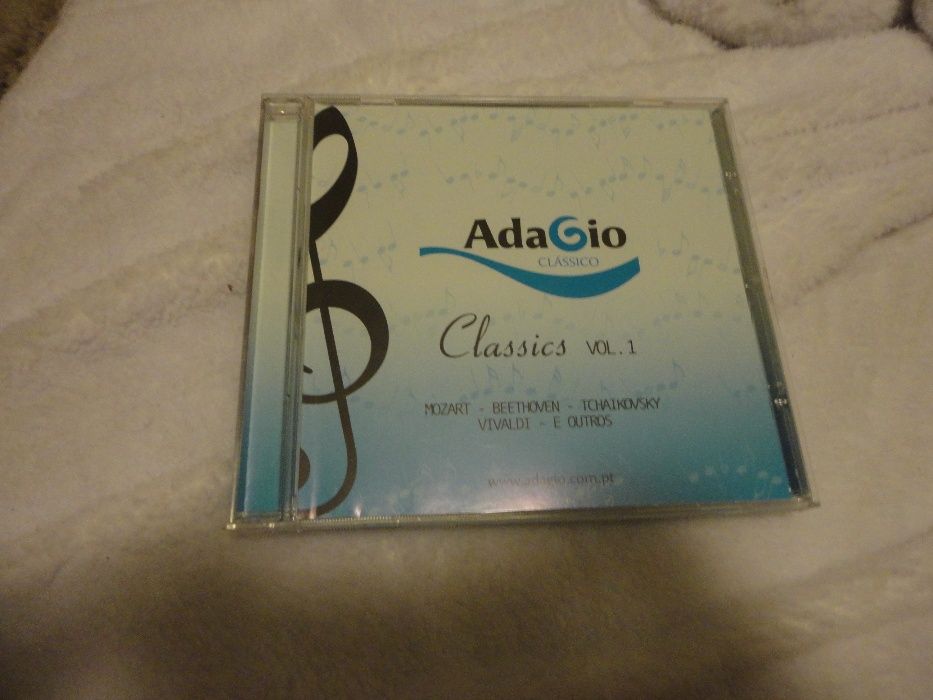 AdaGio
CLÁSSICO
Classics VOL.1
MOZART - BEETHOVEN - TCHAIKOVSKY
VIVALDI - E OUTROS
www.adagio.com.pt